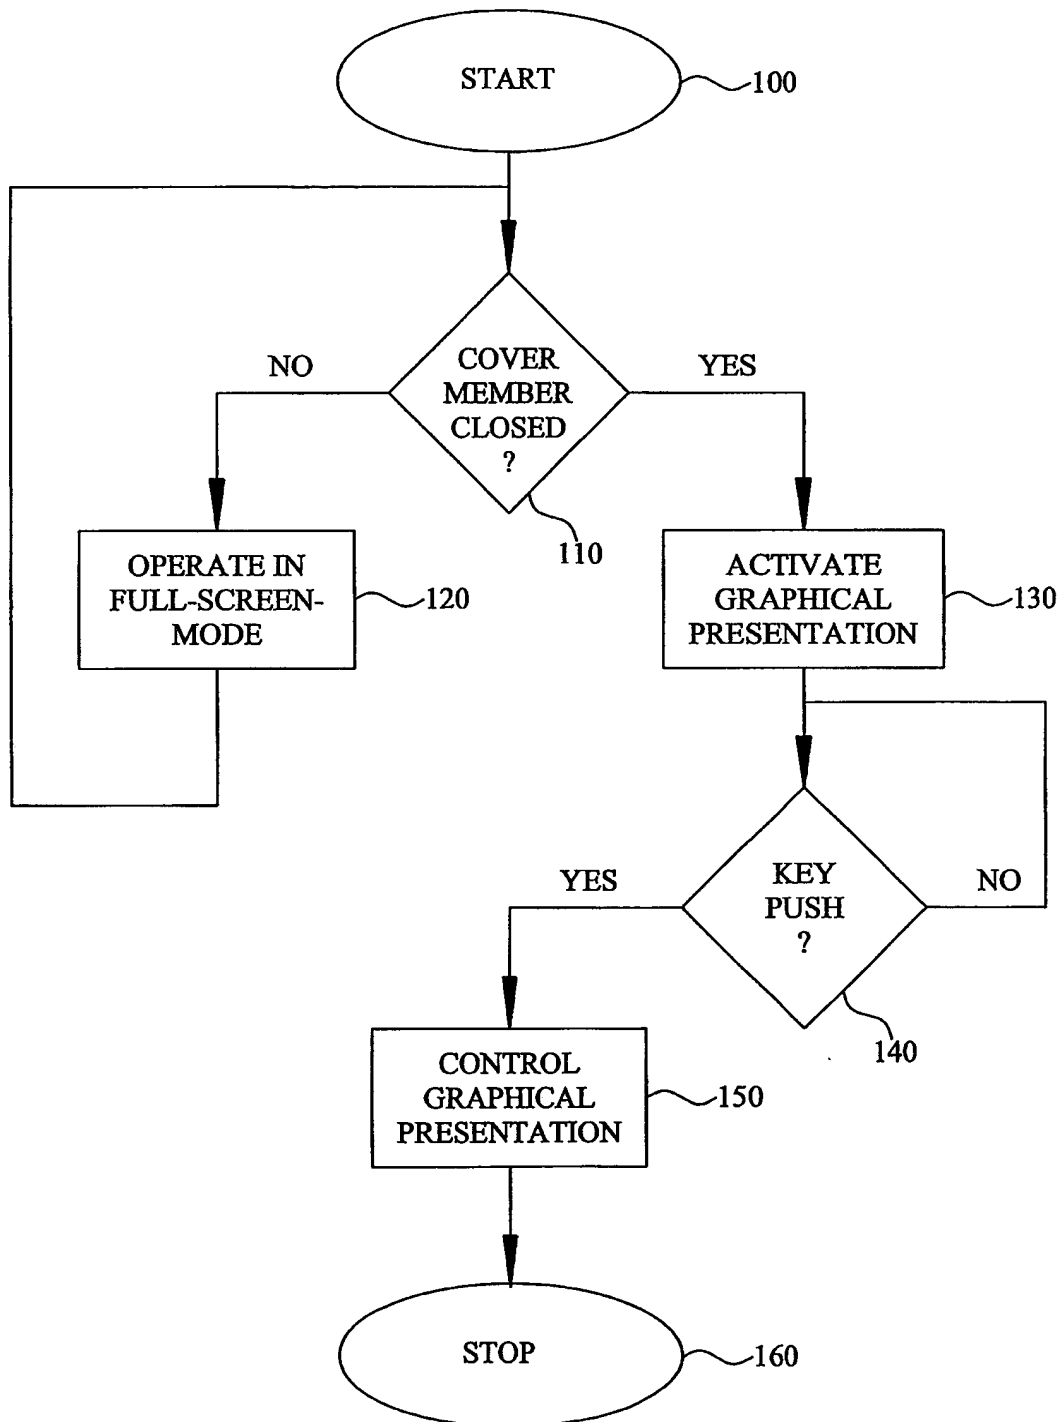 START
100
NO
COVER
MEMBER
CLOSED
?
YES
110
OPERATE IN
FULL-SCREEN-
MODE
120
ACTIVATE
GRAPHICAL
PRESENTATION
130
YES
KEY
PUSH
?
NO
140
CONTROL
GRAPHICAL
PRESENTATION
150
STOP
160